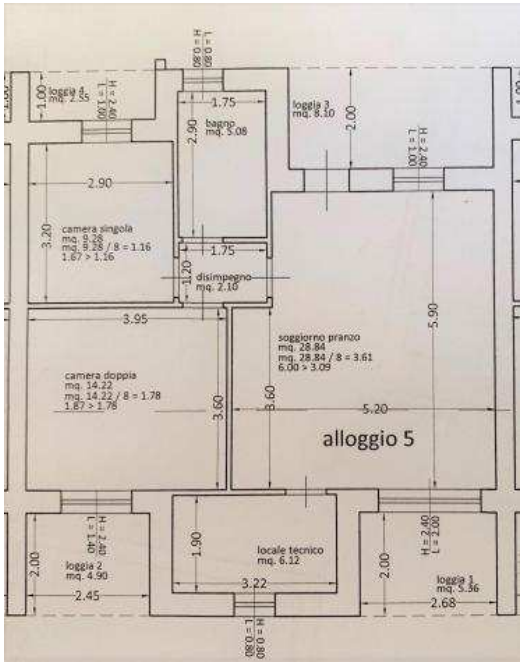 loggia 4
mq. 2.55
1.00
1.00
H = 2.40
L = 1.00
L = 0.80
H = 0.80
1.75
bagno
mq. 5.08
2.90
loggia 3
mq. 8.10
2.00
H = 2.40
L = 1.00
2.90
3.20
camera singola
mq. 9.28
mq. 9.28 / 8 = 1.16
1.67 > 1.16
1.75
1.20
disimpegno
mq. 2.10
3.95
camera doppia
mq. 14.22
mq. 14.22 / 8 = 1.78
1.87 > 1.78
3.60
soggiorno pranzo
mq. 28.84
mq. 28.84 / 8 = 3.61
6.00 > 3.09
5.90
3.60
5.20
alloggio 5
H = 2.40
L = 1.40
2.00
loggia 2
mq. 4.90
2.45
1.90
locale tecnico
mq. 6.12
3.22
H = 0.80
L = 0.80
L = 2.00
H = 2.40
2.00
loggia 1
mq. 5.36
2.68